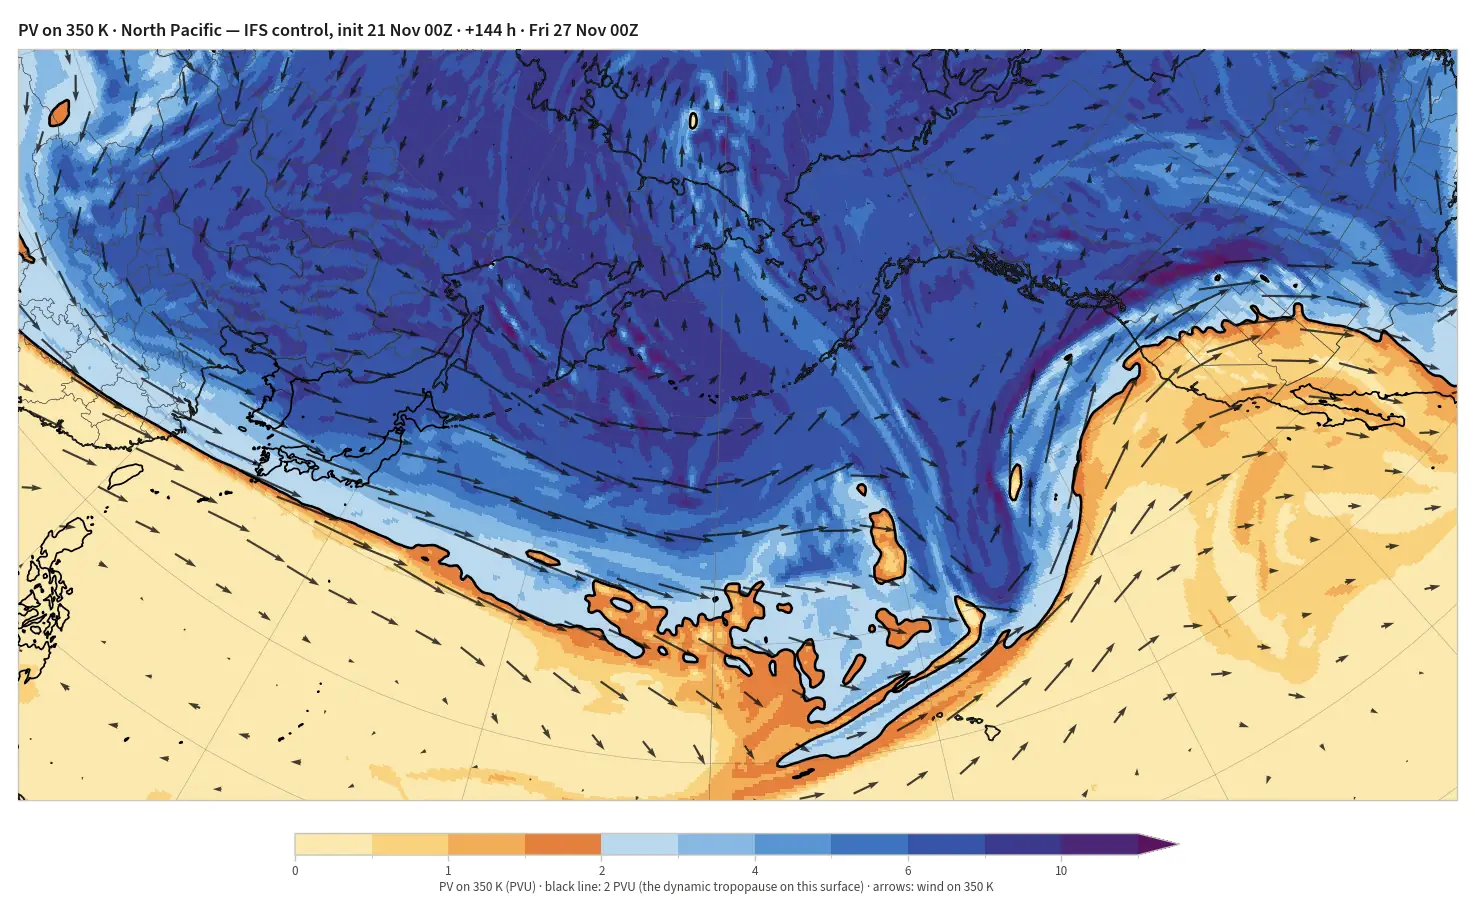 PV on 350 K · North Pacific — IFS control, init 21 Nov 00Z · +144 h · Fri 27 Nov 00Z
0 1 2 4 6 10
PV on 350 K (PVU) · black line: 2 PVU (the dynamic tropopause on this surface) · arrows: wind on 350 K